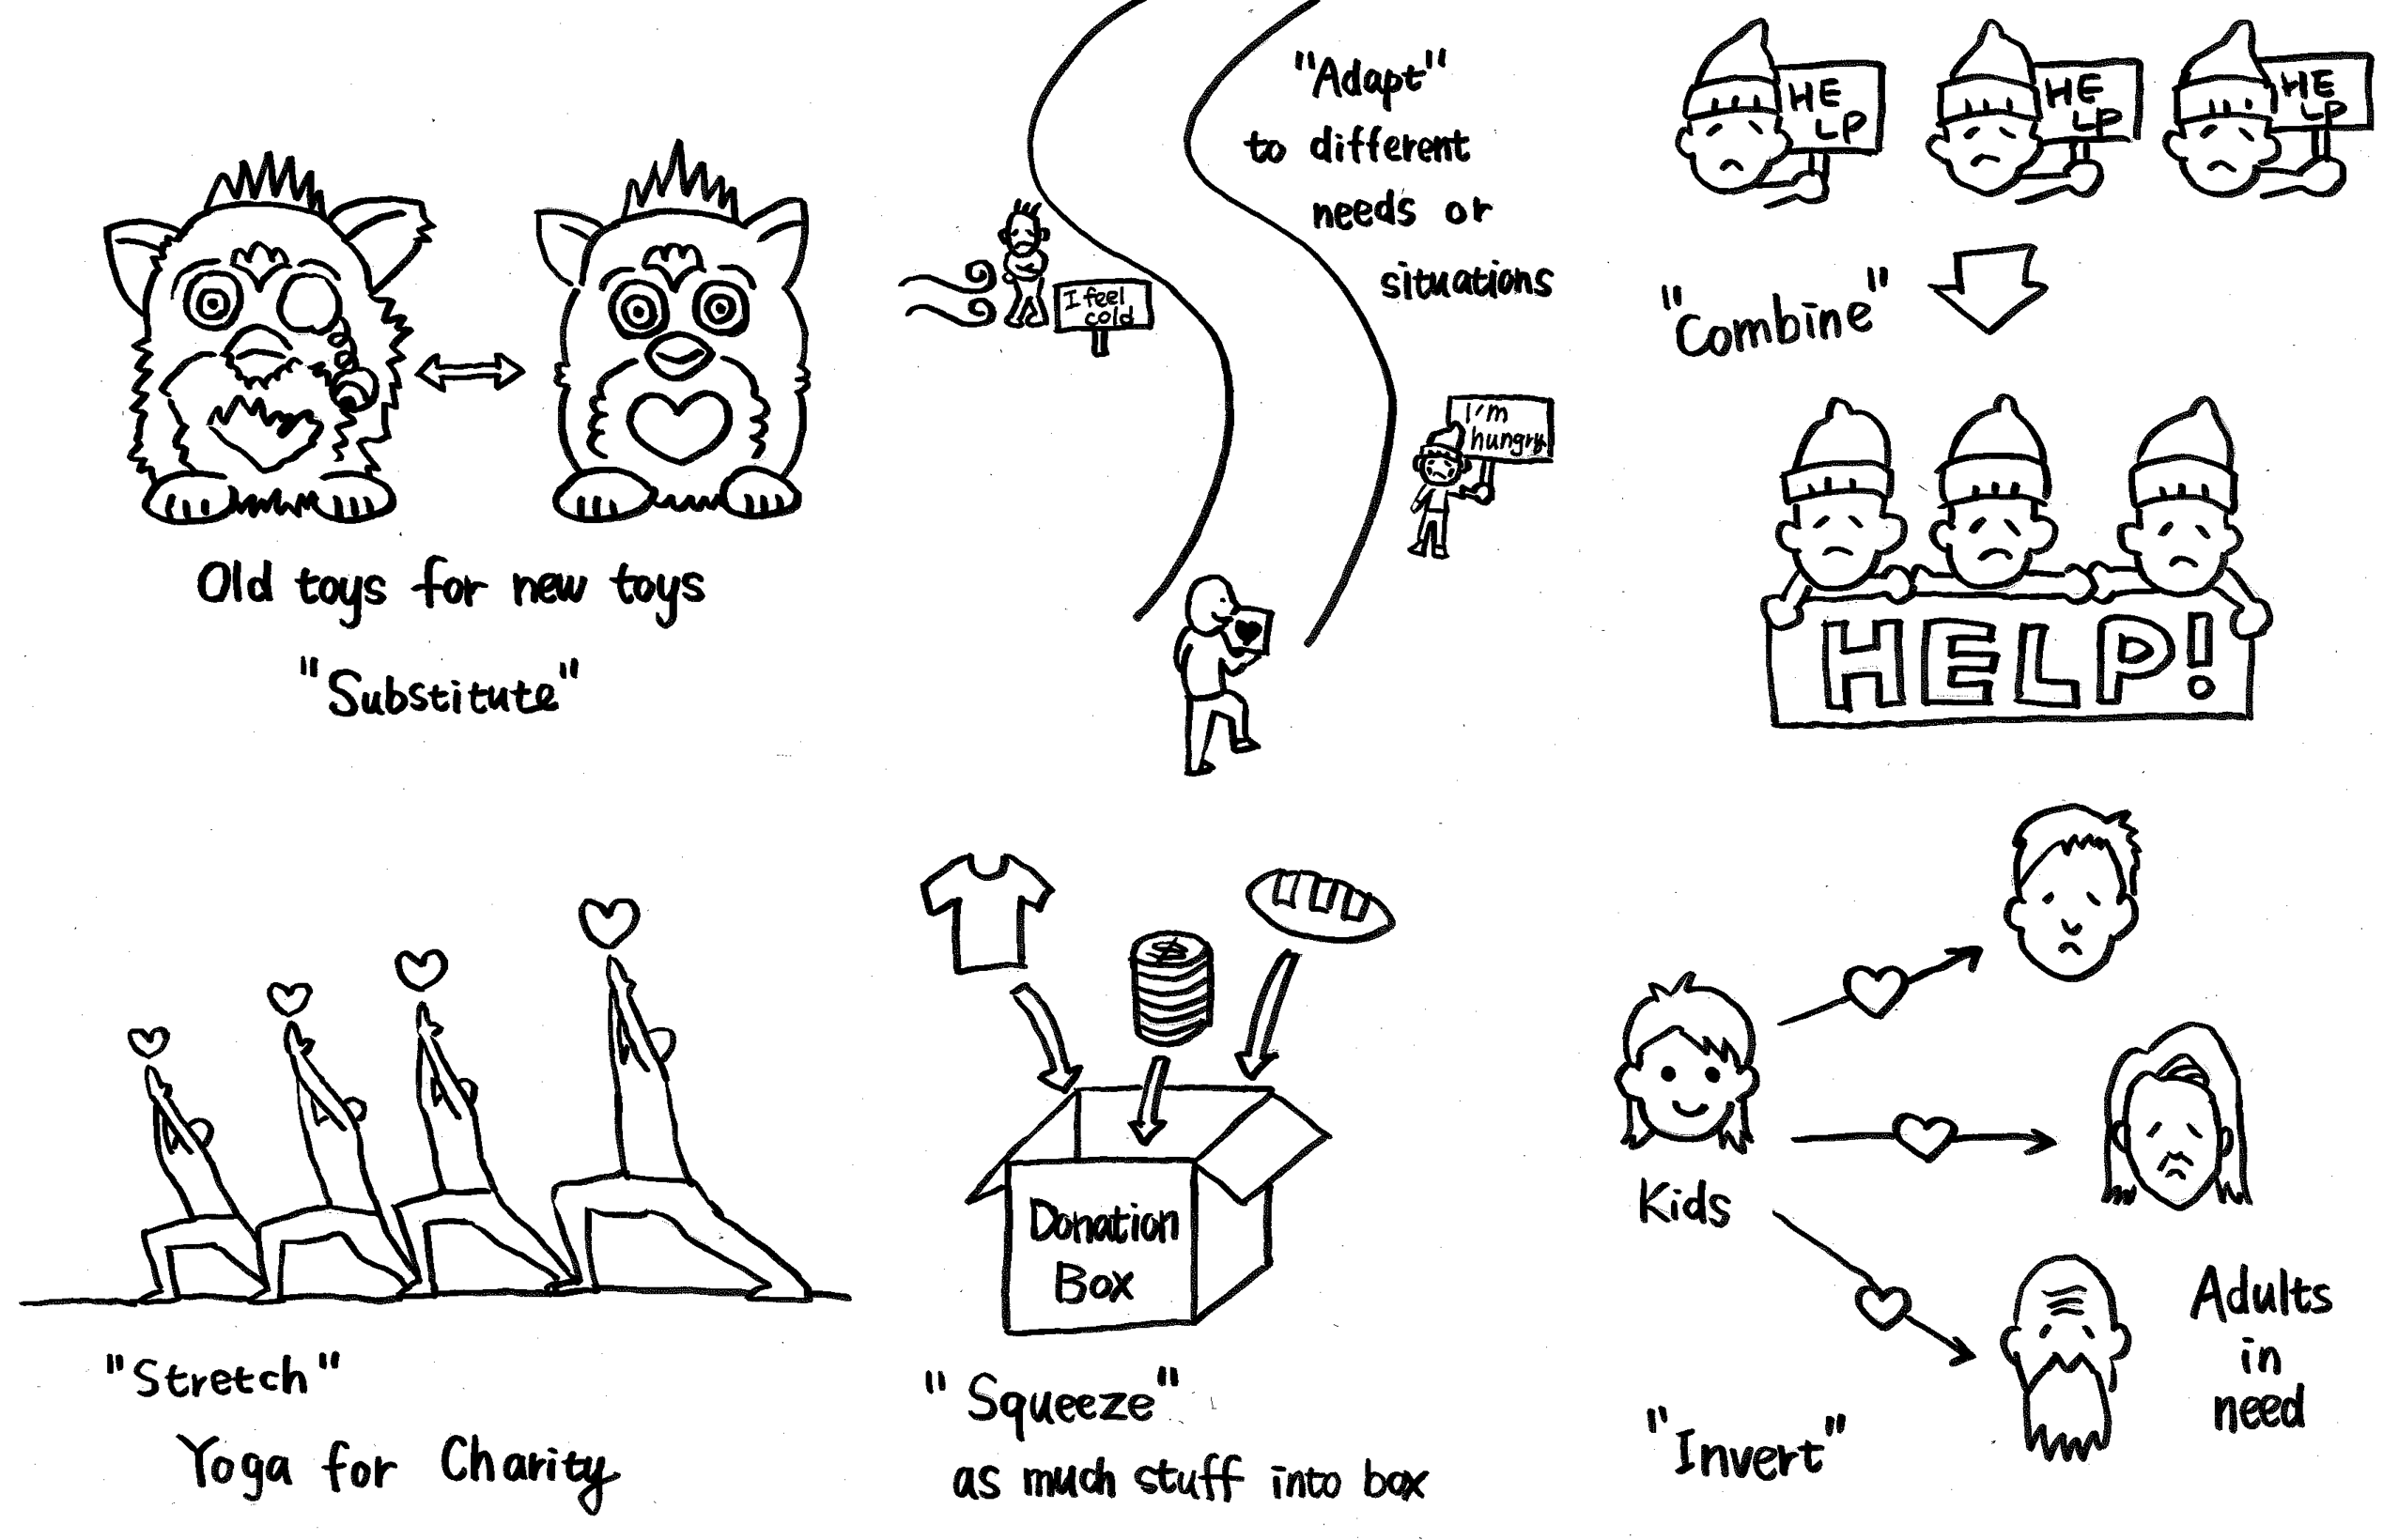 Old toys for new toys
"Substitute"
"Adapt"
to different
needs or
situations
I feel
cold
I'm
hungry
HE
LP
HE
LP
HE
LP
"Combine"
HELP!
"Stretch"
Yoga for Charity
$
Donation
Box
"Squeeze"
as much stuff into box
Kids
Adults
in
need
"Invert"